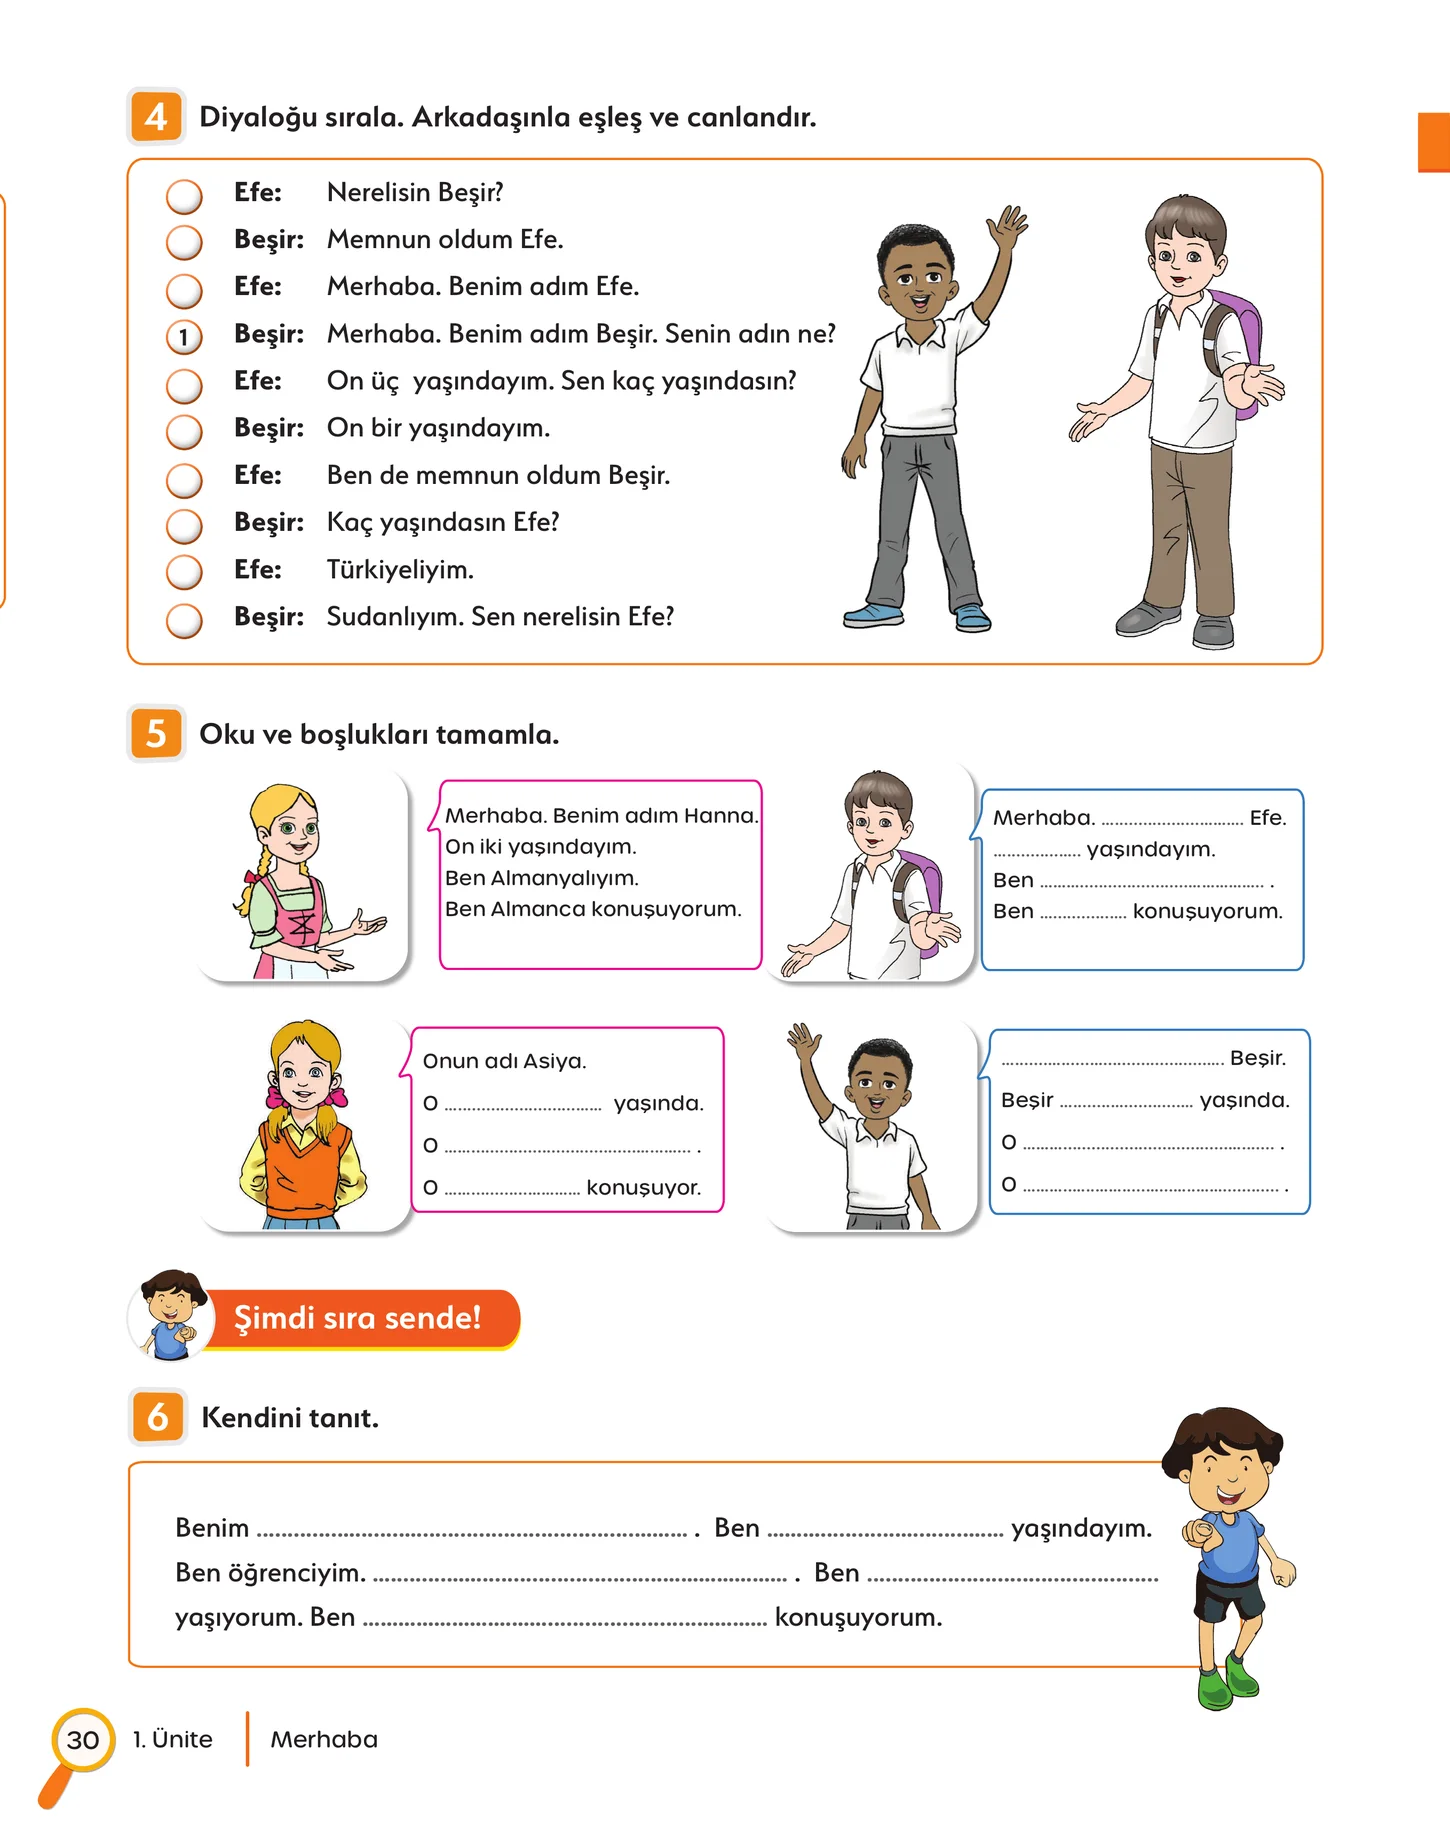 4 Diyaloğu sırala. Arkadaşınla eşleş ve canlandır.
Efe: Nerelisin Beşir?
Beşir: Memnun oldum Efe.
Efe: Merhaba. Benim adım Efe.
1 Beşir: Merhaba. Benim adım Beşir. Senin adın ne?
Efe: On üç yaşındayım. Sen kaç yaşındasın?
Beşir: On bir yaşındayım.
Efe: Ben de memnun oldum Beşir.
Beşir: Kaç yaşındasın Efe?
Efe: Türkiyeliyim.
Beşir: Sudanlıyım. Sen nerelisin Efe?
5 Oku ve boşlukları tamamla.
Merhaba. Benim adım Hanna.
On iki yaşındayım.
Ben Almanyalıyım.
Ben Almanca konuşuyorum.
Merhaba. ............................... Efe.
................... yaşındayım.
Ben ................................................. .
Ben ................... konuşuyorum.
Onun adı Asiya.
O .................................. yaşında.
O ..................................................... .
O ............................. konuşuyor.
................................................ Beşir.
Beşir ............................. yaşında.
O ...................................................... .
O ....................................................... .
Şimdi sıra sende!
6 Kendini tanıt.
Benim ...................................................................... . Ben ....................................... yaşındayım.
Ben öğrenciyim. .................................................................... . Ben ................................................
yaşıyorum. Ben .................................................................. konuşuyorum.
30 1. Ünite Merhaba